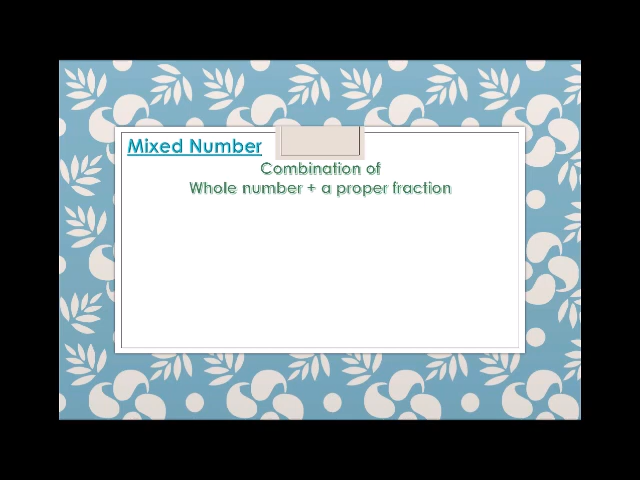 Mixed Number
Combination of
Whole number + a proper fraction